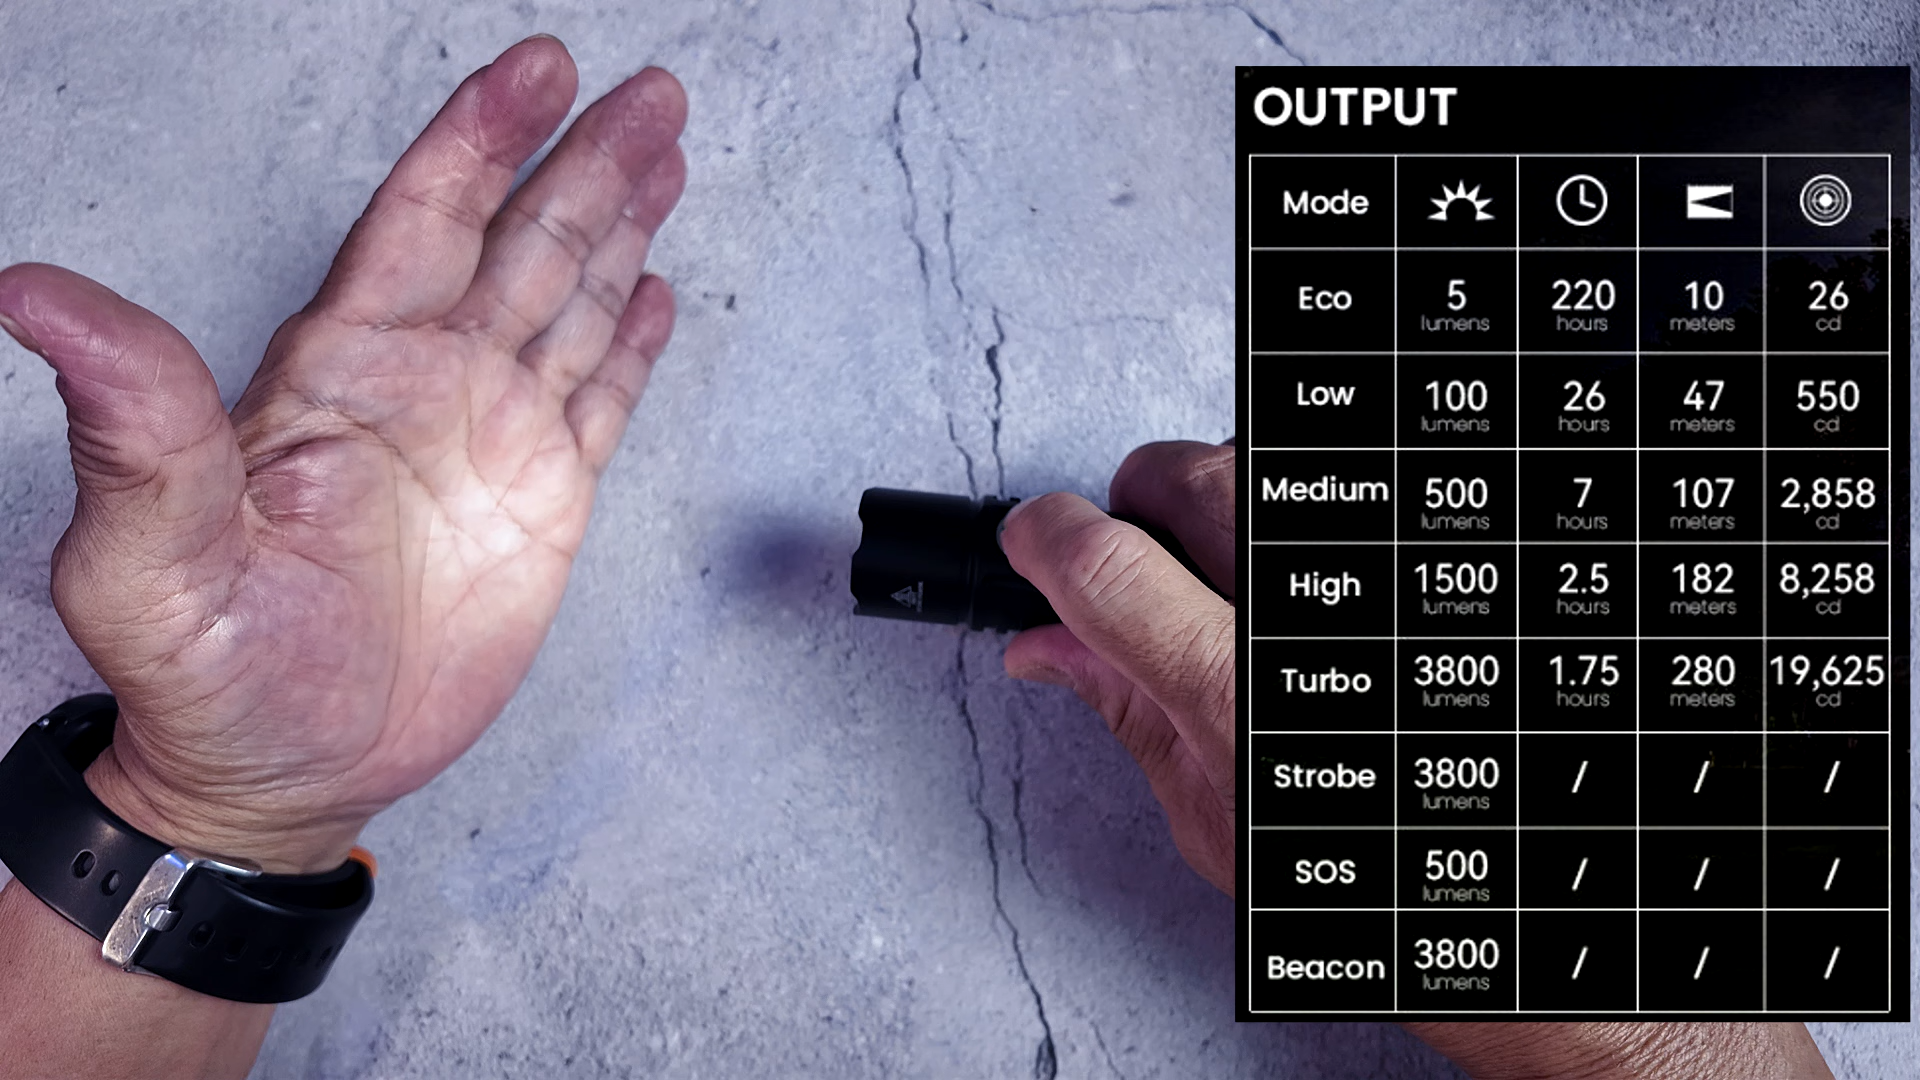 OUTPUT
Mode
Eco 5 lumens 220 hours 10 meters 26 cd
Low 100 lumens 26 hours 47 meters 550 cd
Medium 500 lumens 7 hours 107 meters 2,858 cd
High 1500 lumens 2.5 hours 182 meters 8,258 cd
Turbo 3800 lumens 1.75 hours 280 meters 19,625 cd
Strobe 3800 lumens / / /
SOS 500 lumens / / /
Beacon 3800 lumens / / /